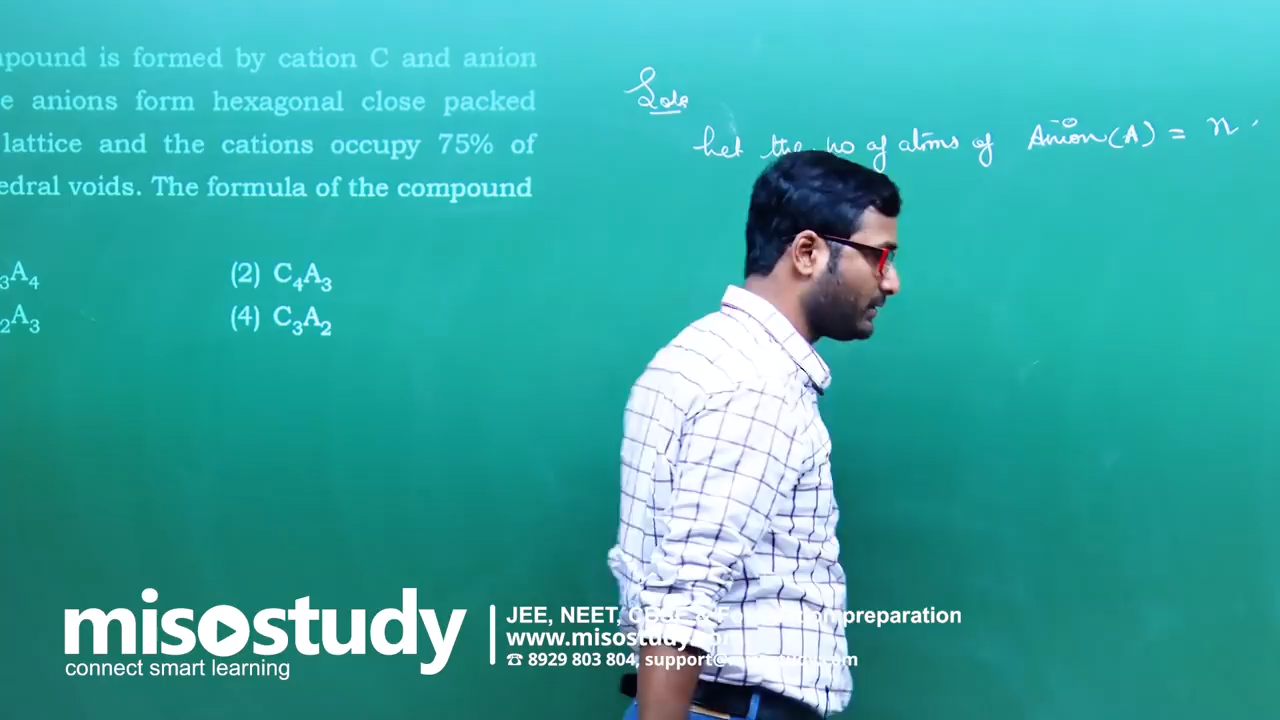 pound is formed by cation C and anion
e anions form hexagonal close packed
lattice and the cations occupy 75% of
edral voids. The formula of the compound
₃A₄ (2) C₄A₃
₂A₃ (4) C₃A₂
Soln
Let the no of atoms of Anion(A) = n.
misostudy
connect smart learning
JEE, NEET, preparation
www.misostudy
☎ 8929 803 804, support@